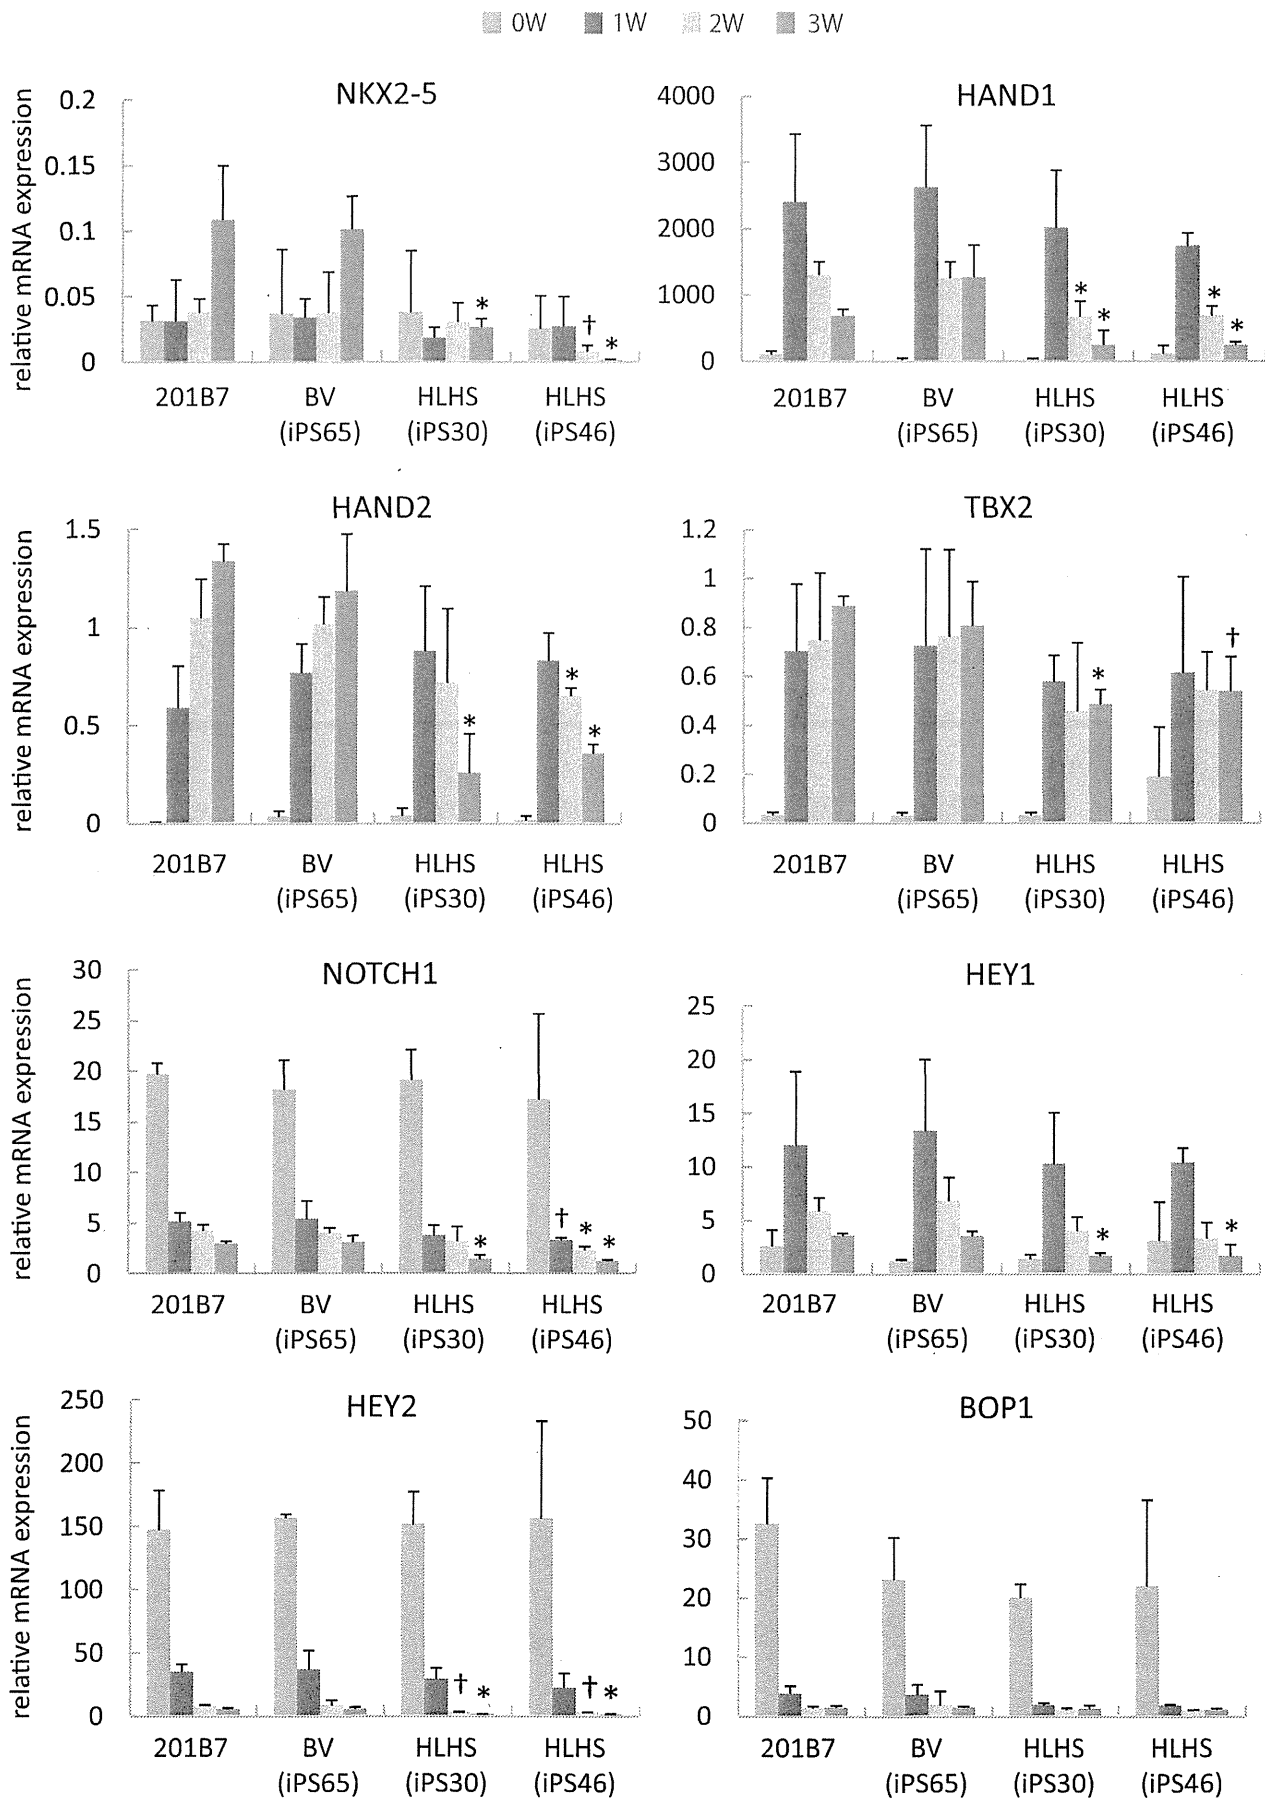 0W 1W 2W 3W
NKX2-5
relative mRNA expression
0.2
0.15
0.1
0.05
0
†
*
*
201B7 BV (iPS65) HLHS (iPS30) HLHS (iPS46)
HAND1
4000
3000
2000
1000
0
* * * *
201B7 BV (iPS65) HLHS (iPS30) HLHS (iPS46)
HAND2
relative mRNA expression
1.5
1
0.5
0
* * *
201B7 BV (iPS65) HLHS (iPS30) HLHS (iPS46)
TBX2
1.2
1
0.8
0.6
0.4
0.2
0
* †
201B7 BV (iPS65) HLHS (iPS30) HLHS (iPS46)
NOTCH1
relative mRNA expression
30
25
20
15
10
5
0
* † * *
201B7 BV (iPS65) HLHS (iPS30) HLHS (iPS46)
HEY1
25
20
15
10
5
0
* *
201B7 BV (iPS65) HLHS (iPS30) HLHS (iPS46)
HEY2
relative mRNA expression
250
200
150
100
50
0
† * † *
201B7 BV (iPS65) HLHS (iPS30) HLHS (iPS46)
BOP1
50
40
30
20
10
0
201B7 BV (iPS65) HLHS (iPS30) HLHS (iPS46)